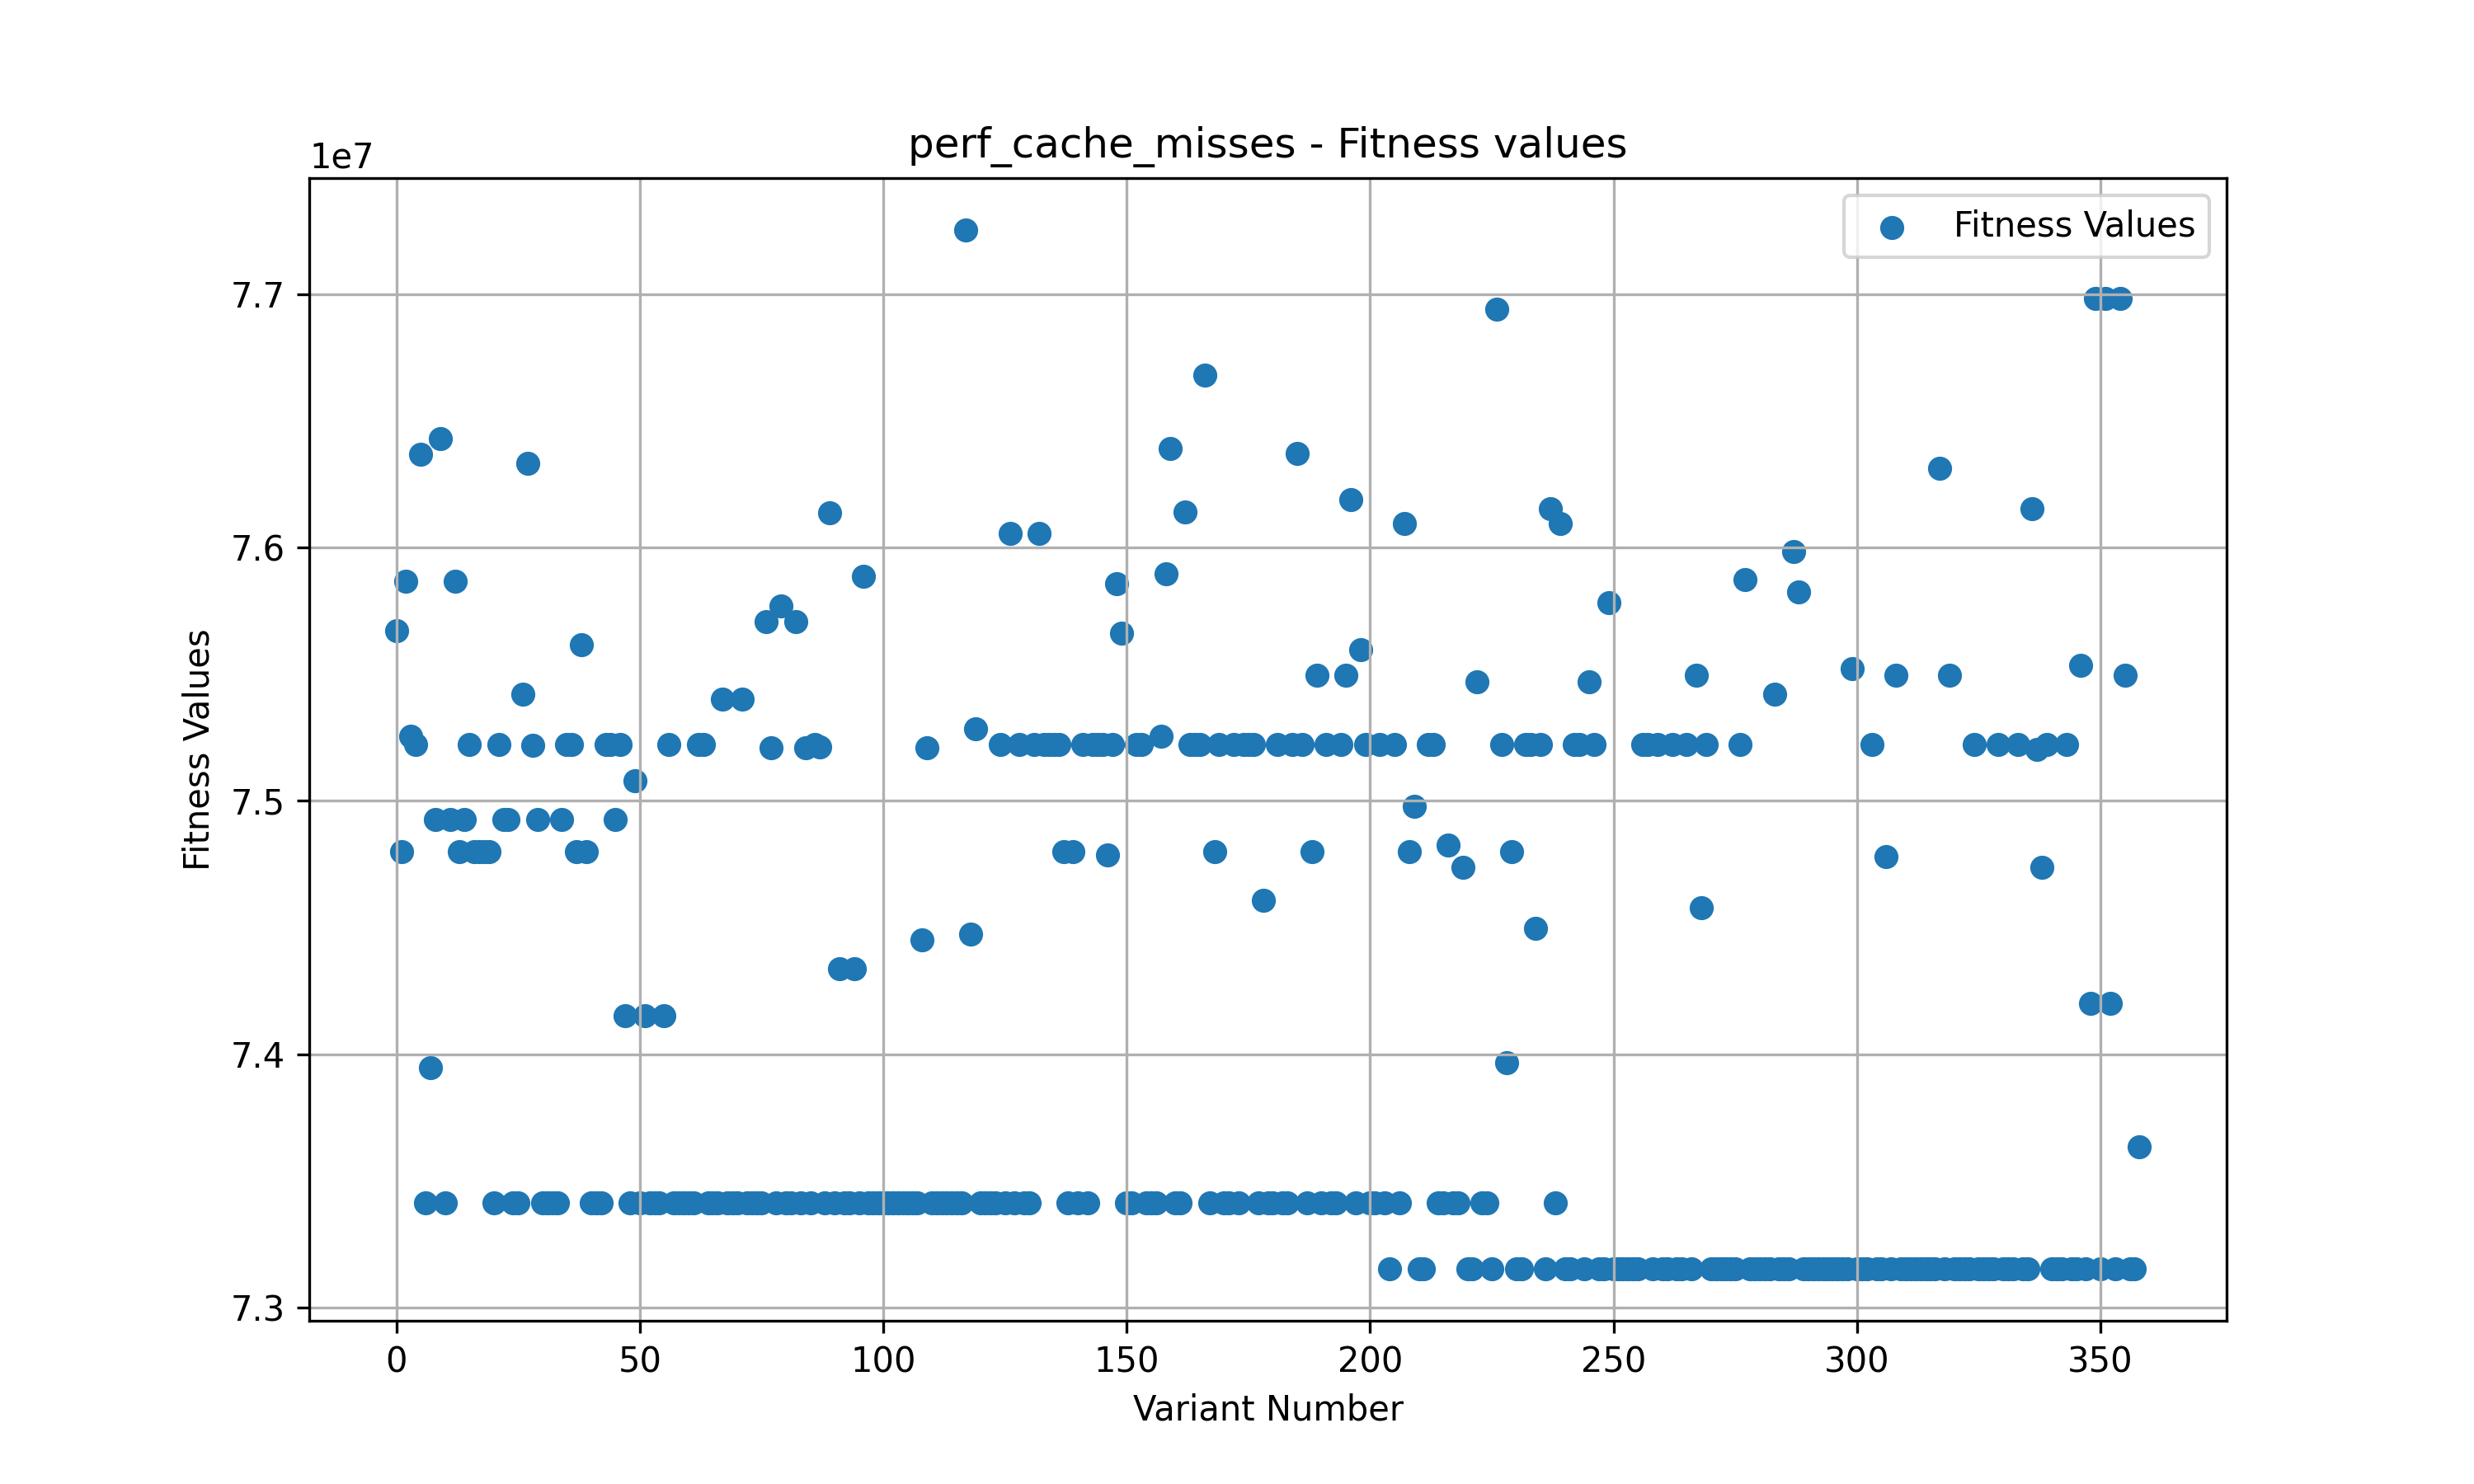 perf_cache_misses - Fitness values
1e7
Fitness Values
7.7
7.6
7.5
7.4
7.3
Fitness Values
0 50 100 150 200 250 300 350
Variant Number